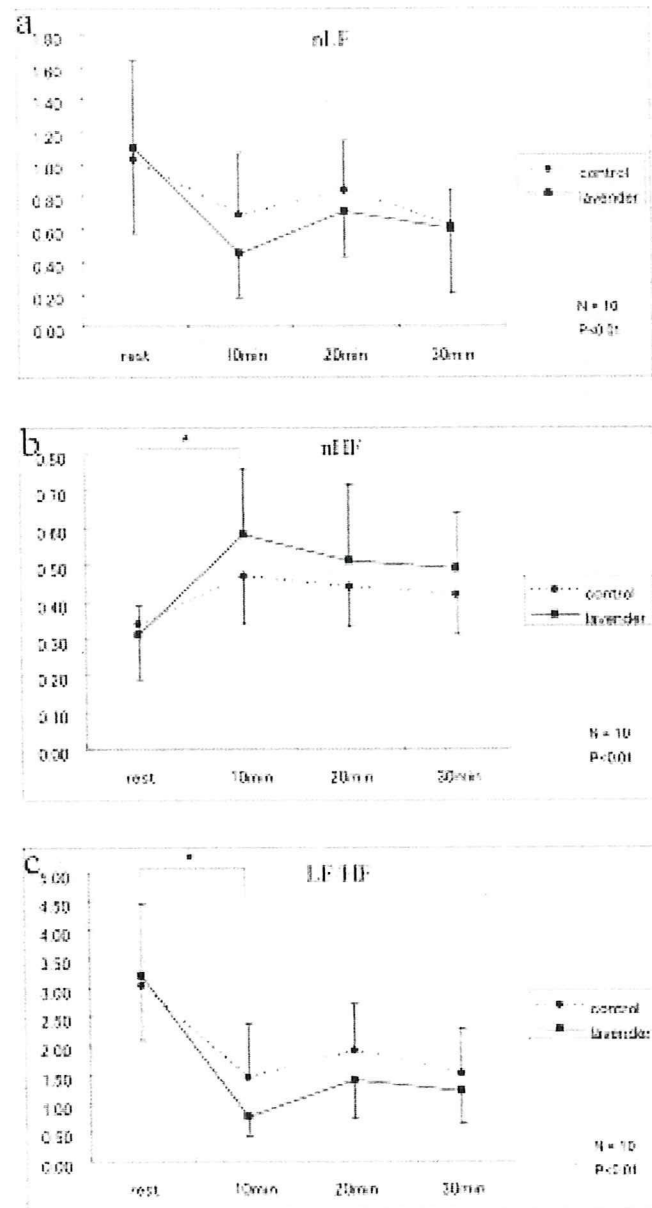 a
nLF
1.80
1.60
1.40
1.20
1.00
0.80
0.60
0.40
0.20
0.00
control
lavender
N = 10
P<0.01
rest 10min 20min 30min
b
nHF
*
0.80
0.70
0.60
0.50
0.40
0.30
0.20
0.10
0.00
control
lavender
N = 10
P<0.01
rest 10min 20min 30min
c
LF HF
*
5.00
4.50
4.00
3.50
3.00
2.50
2.00
1.50
1.00
0.50
0.00
control
lavender
N = 10
P<0.01
rest 10min 20min 30min